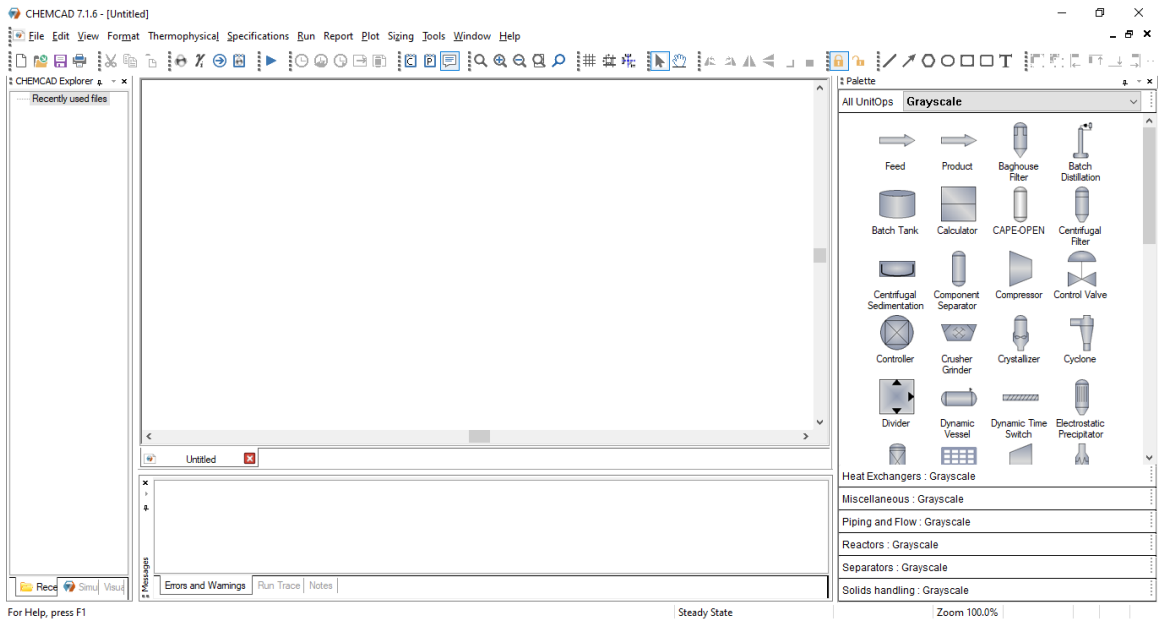 CHEMCAD 7.1.6 - [Untitled]
File Edit View Format Thermophysical Specifications Run Report Plot Sizing Tools Window Help
CHEMCAD Explorer
Recently used files
Untitled
Messages
Errors and Warnings Run Trace Notes
Rece Simu Visua
Palette
All UnitOps Grayscale
Feed Product Baghouse Filter Batch Distillation
Batch Tank Calculator CAPE-OPEN Centrifugal Filter
Centrifugal Sedimentation Component Separator Compressor Control Valve
Controller Crusher Grinder Crystallizer Cyclone
Divider Dynamic Vessel Dynamic Time Switch Electrostatic Precipitator
Heat Exchangers : Grayscale
Miscellaneous : Grayscale
Piping and Flow : Grayscale
Reactors : Grayscale
Separators : Grayscale
Solids handling : Grayscale
For Help, press F1 Steady State Zoom 100.0%